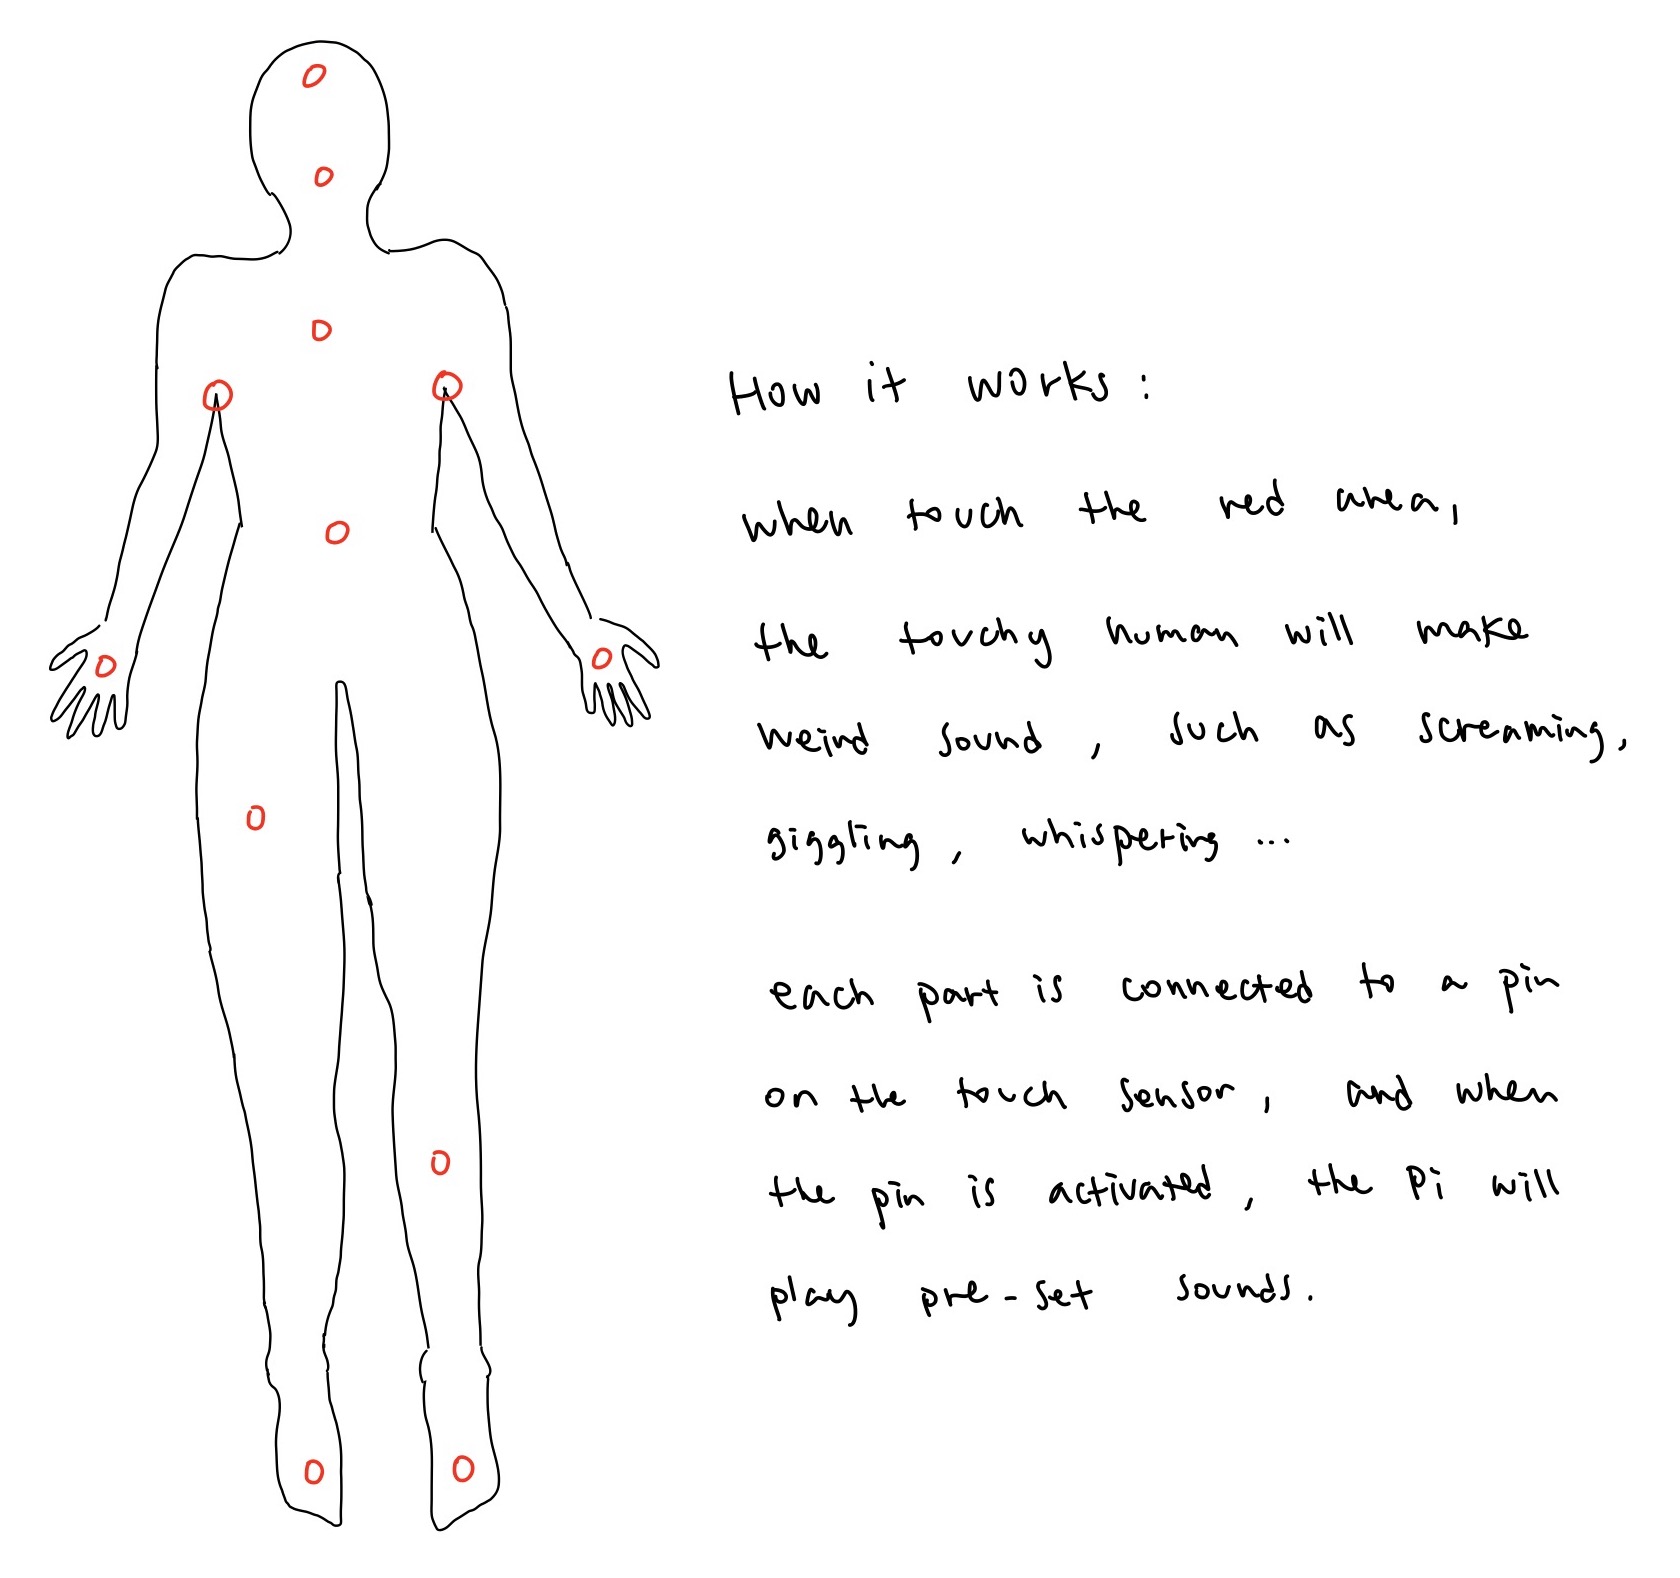 How it works :
when touch the red area,
the touchy human will make
weird sound , such as screaming,
giggling , whispering ...
each part is connected to a pin
on the touch sensor, and when
the pin is activated, the Pi will
play pre-set sounds.